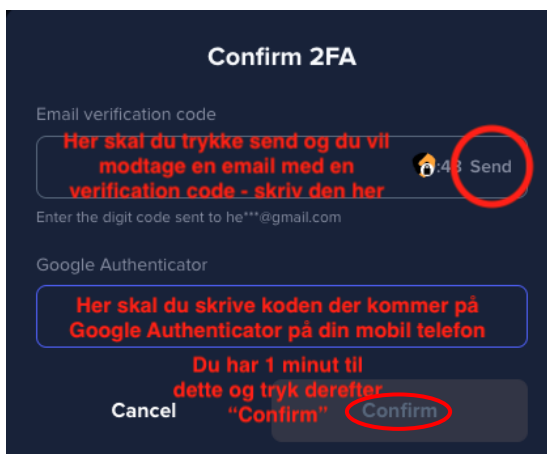 Confirm 2FA
Email verification code
Her skal du trykke send og du vil
modtage en email med en
verification code - skriv den her
:43 Send
Enter the digit code sent to he***@gmail.com
Google Authenticator
Her skal du skrive koden der kommer på
Google Authenticator på din mobil telefon
Du har 1 minut til
dette og tryk derefter
“Confirm”
Cancel
Confirm